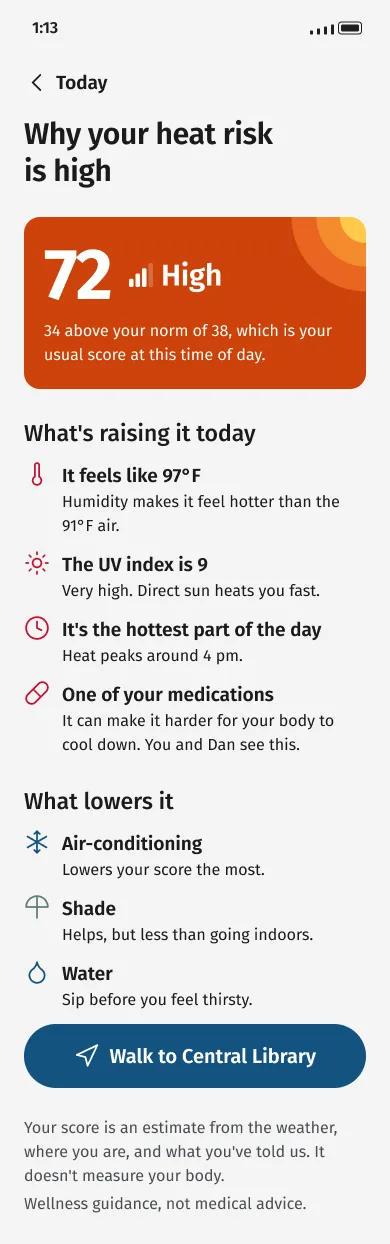 1:13
Today
Why your heat risk
is high
72
High
34 above your norm of 38, which is your
usual score at this time of day.
What's raising it today
It feels like 97°F
Humidity makes it feel hotter than the
91°F air.
The UV index is 9
Very high. Direct sun heats you fast.
It's the hottest part of the day
Heat peaks around 4 pm.
One of your medications
It can make it harder for your body to
cool down. You and Dan see this.
What lowers it
Air-conditioning
Lowers your score the most.
Shade
Helps, but less than going indoors.
Water
Sip before you feel thirsty.
Walk to Central Library
Your score is an estimate from the weather,
where you are, and what you've told us. It
doesn't measure your body.
Wellness guidance, not medical advice.